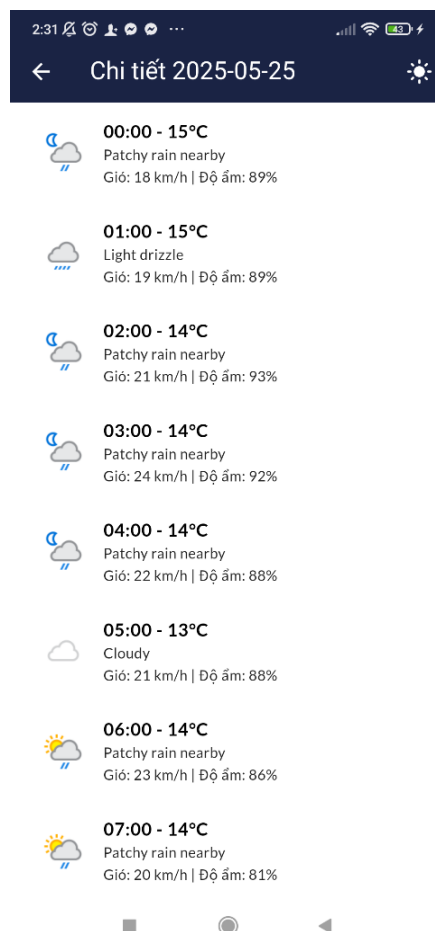 2:31
43
Chi tiết 2025-05-25
00:00 - 15°C
Patchy rain nearby
Gió: 18 km/h | Độ ẩm: 89%
01:00 - 15°C
Light drizzle
Gió: 19 km/h | Độ ẩm: 89%
02:00 - 14°C
Patchy rain nearby
Gió: 21 km/h | Độ ẩm: 93%
03:00 - 14°C
Patchy rain nearby
Gió: 24 km/h | Độ ẩm: 92%
04:00 - 14°C
Patchy rain nearby
Gió: 22 km/h | Độ ẩm: 88%
05:00 - 13°C
Cloudy
Gió: 21 km/h | Độ ẩm: 88%
06:00 - 14°C
Patchy rain nearby
Gió: 23 km/h | Độ ẩm: 86%
07:00 - 14°C
Patchy rain nearby
Gió: 20 km/h | Độ ẩm: 81%